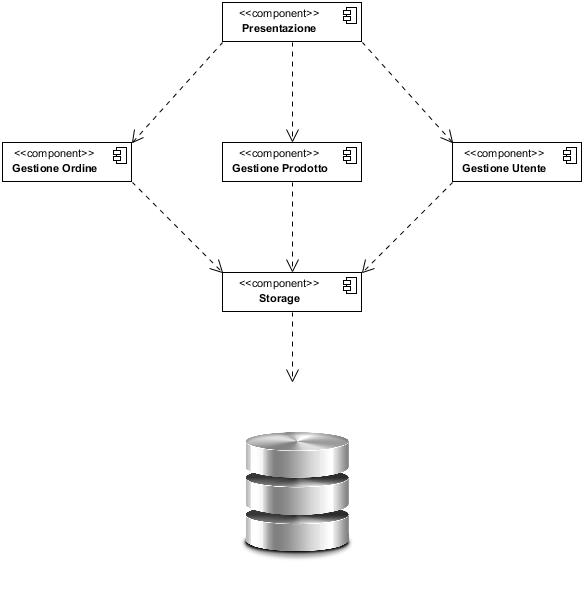 <<component>>
Presentazione
<<component>>
Gestione Ordine
<<component>>
Gestione Prodotto
<<component>>
Gestione Utente
<<component>>
Storage